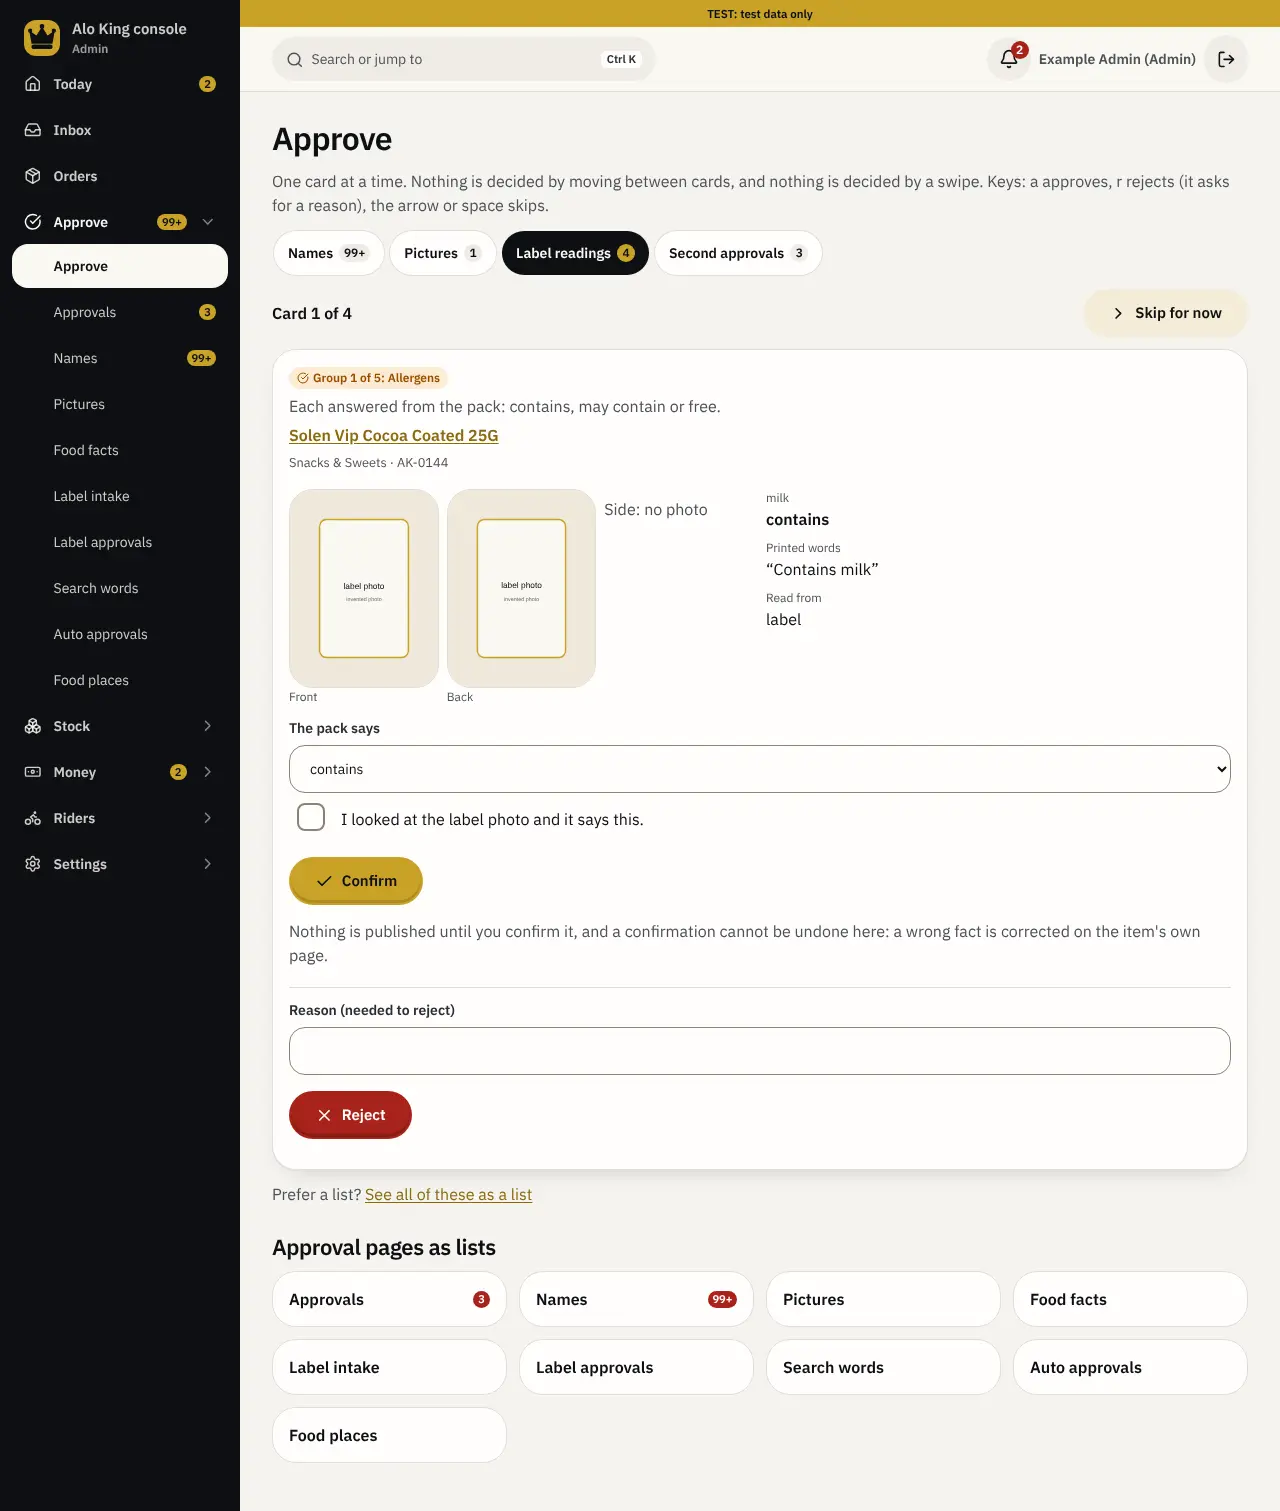 TEST: test data only
Alo King console
Admin
Today 2
Inbox
Orders
Approve 99+
Approve
Approvals 3
Names 99+
Pictures
Food facts
Label intake
Label approvals
Search words
Auto approvals
Food places
Stock
Money 2
Riders
Settings
Search or jump to Ctrl K
2
Example Admin (Admin)
Approve
One card at a time. Nothing is decided by moving between cards, and nothing is decided by a swipe. Keys: a approves, r rejects (it asks
for a reason), the arrow or space skips.
Names 99+ Pictures 1 Label readings 4 Second approvals 3
Card 1 of 4
Skip for now
Group 1 of 5: Allergens
Each answered from the pack: contains, may contain or free.
Solen Vip Cocoa Coated 25G
Snacks & Sweets · AK-0144
label photo
invented photo
Front
label photo
invented photo
Back
Side: no photo
milk
contains
Printed words
“Contains milk”
Read from
label
The pack says
contains
I looked at the label photo and it says this.
Confirm
Nothing is published until you confirm it, and a confirmation cannot be undone here: a wrong fact is corrected on the item's own
page.
Reason (needed to reject)
Reject
Prefer a list? See all of these as a list
Approval pages as lists
Approvals 3
Names 99+
Pictures
Food facts
Label intake
Label approvals
Search words
Auto approvals
Food places